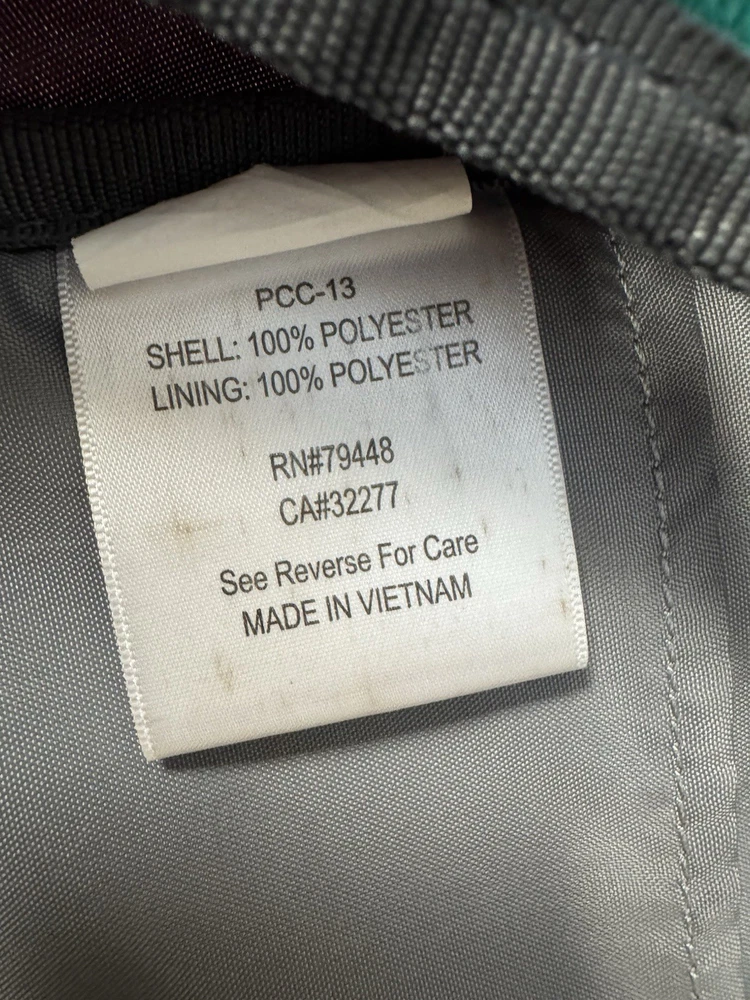 PCC-13
SHELL: 100% POLYESTER
LINING: 100% POLYESTER
RN#79448
CA#32277
See Reverse For Care
MADE IN VIETNAM